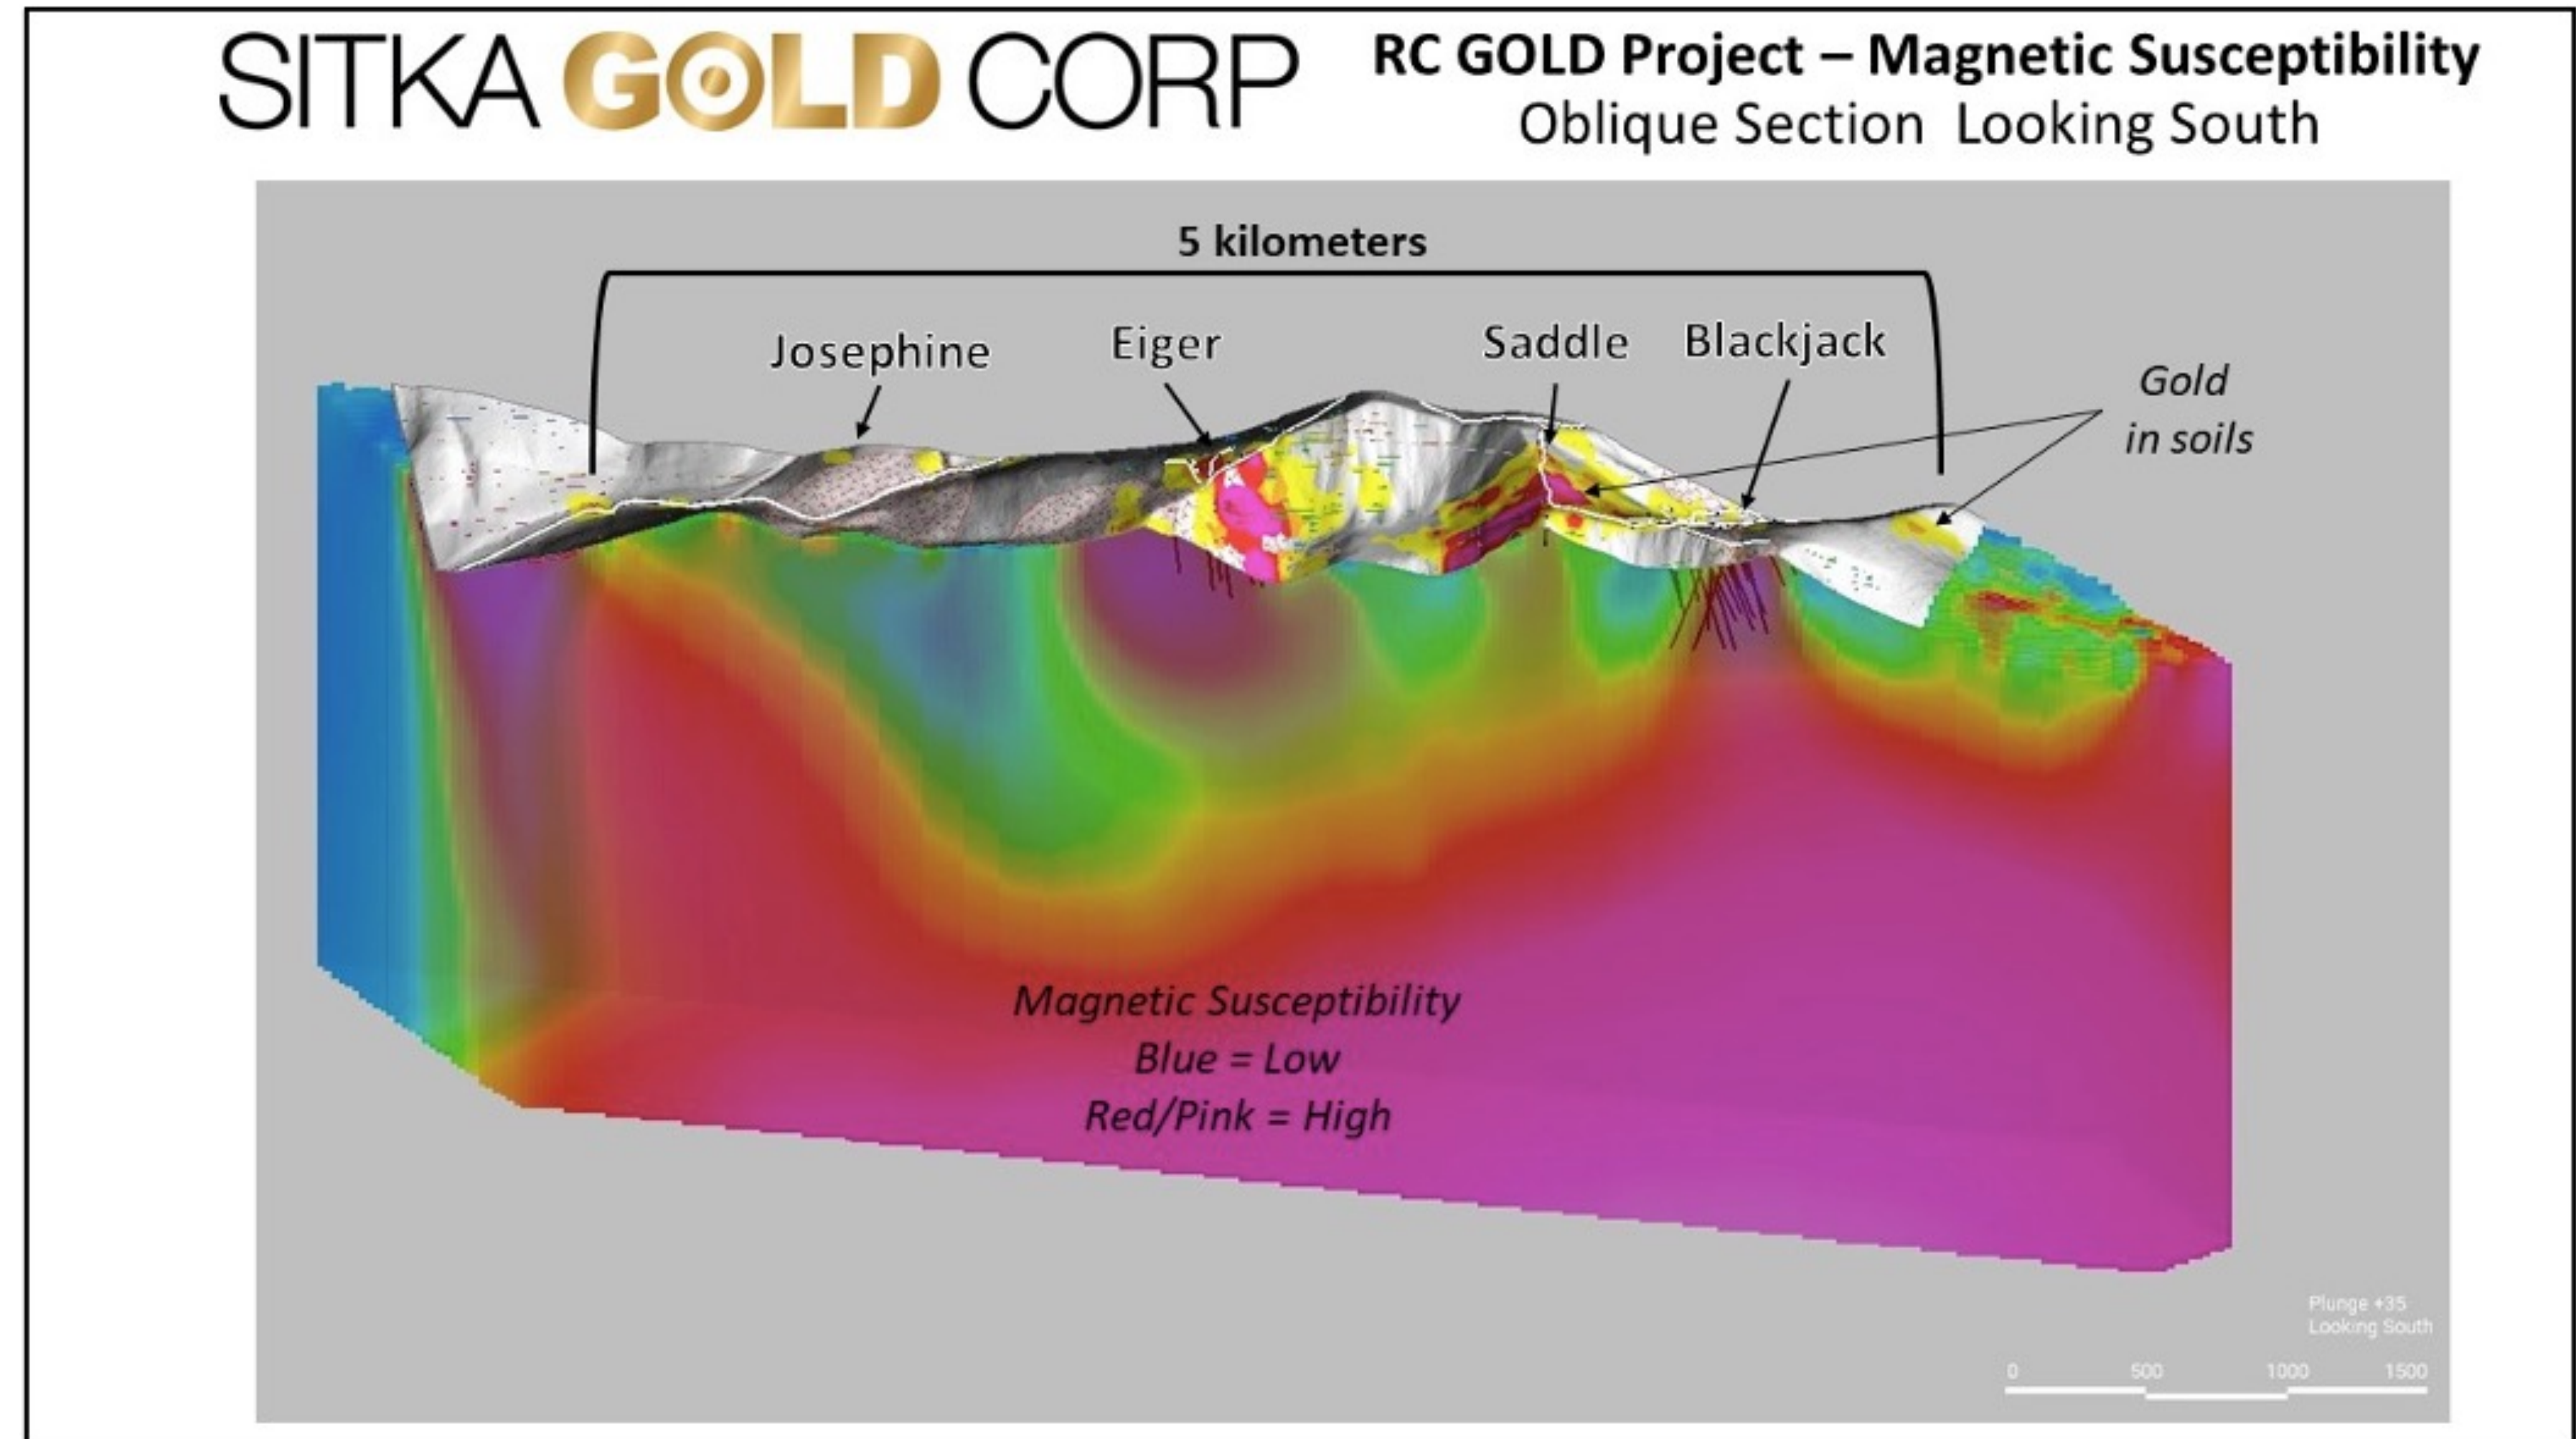 SITKA GOLD CORP
RC GOLD Project – Magnetic Susceptibility
Oblique Section Looking South
5 kilometers
Josephine
Eiger
Saddle
Blackjack
Gold
in soils
Magnetic Susceptibility
Blue = Low
Red/Pink = High
Plunge +35
Looking South
0 500 1000 1500